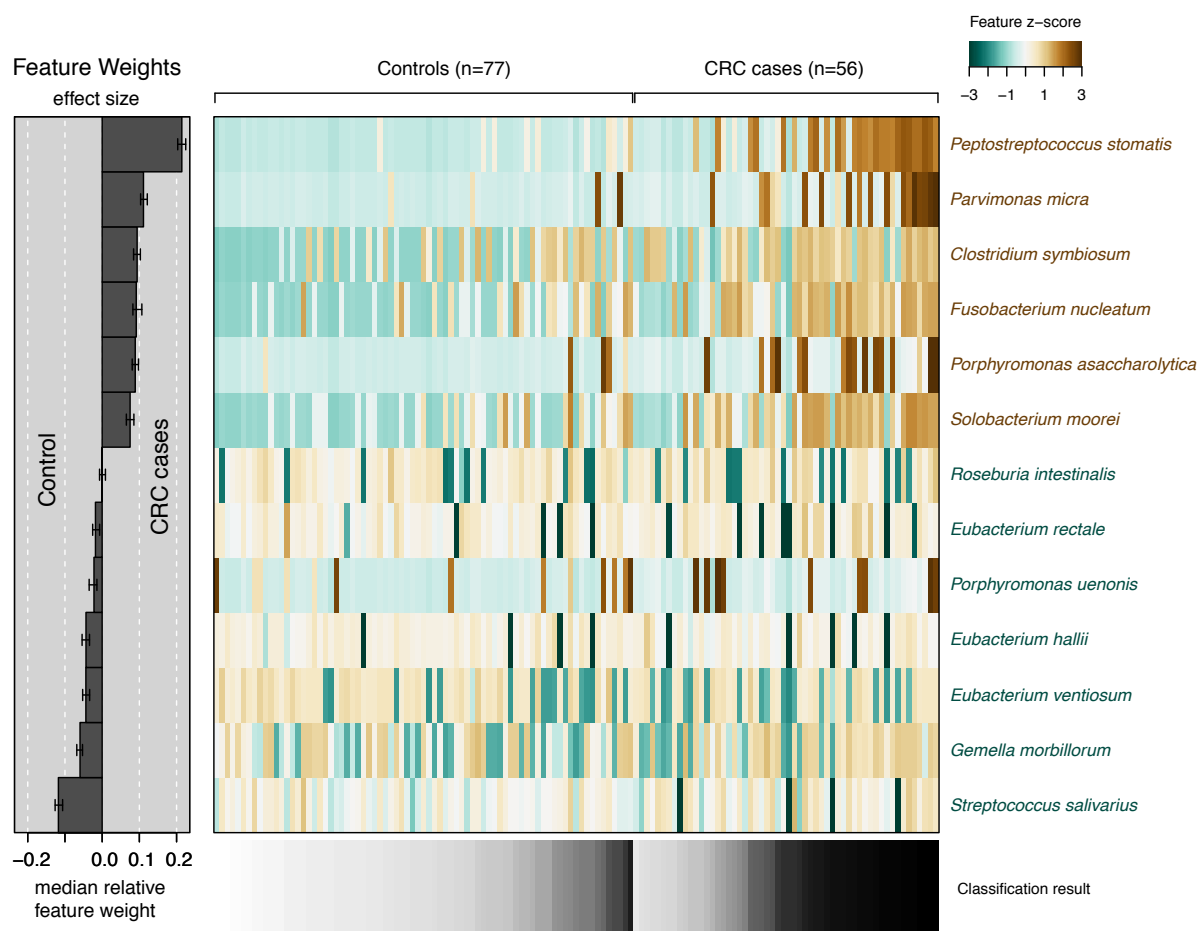 Feature z−score
−3 −1 1 3
Feature Weights
effect size
Controls (n=77)
CRC cases (n=56)
Control
CRC cases
Peptostreptococcus stomatis
Parvimonas micra
Clostridium symbiosum
Fusobacterium nucleatum
Porphyromonas asaccharolytica
Solobacterium moorei
Roseburia intestinalis
Eubacterium rectale
Porphyromonas uenonis
Eubacterium hallii
Eubacterium ventiosum
Gemella morbillorum
Streptococcus salivarius
−0.2 0.0 0.1 0.2
median relative
feature weight
Classification result